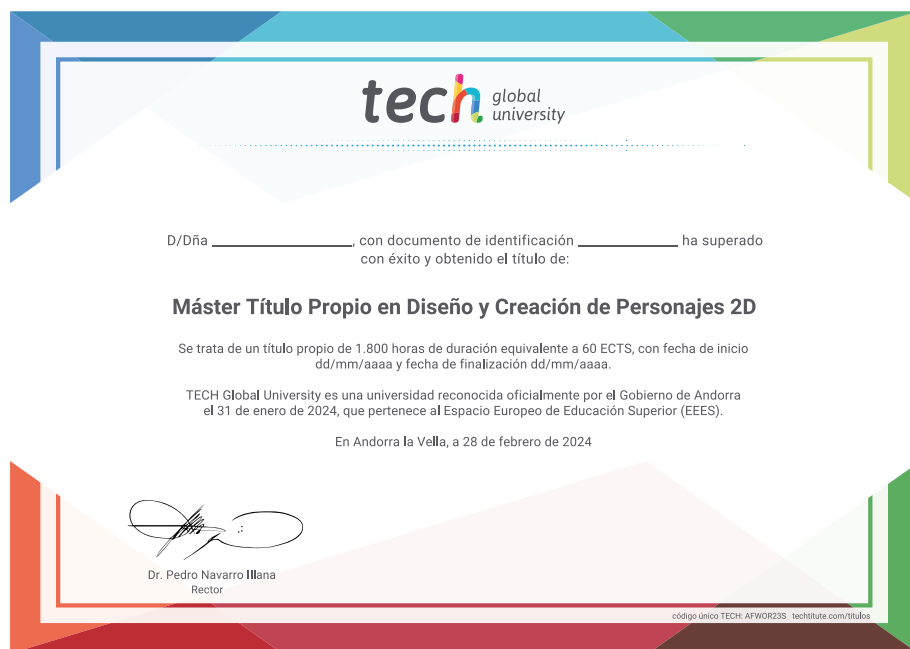 tech global university
D/Dña ________________, con documento de identificación ____________ ha superado
con éxito y obtenido el título de:
Máster Título Propio en Diseño y Creación de Personajes 2D
Se trata de un título propio de 1.800 horas de duración equivalente a 60 ECTS, con fecha de inicio
dd/mm/aaaa y fecha de finalización dd/mm/aaaa.
TECH Global University es una universidad reconocida oficialmente por el Gobierno de Andorra
el 31 de enero de 2024, que pertenece al Espacio Europeo de Educación Superior (EEES).
En Andorra la Vella, a 28 de febrero de 2024
Dr. Pedro Navarro Illana
Rector
código único TECH: AFWOR23S techtitute.com/titulos